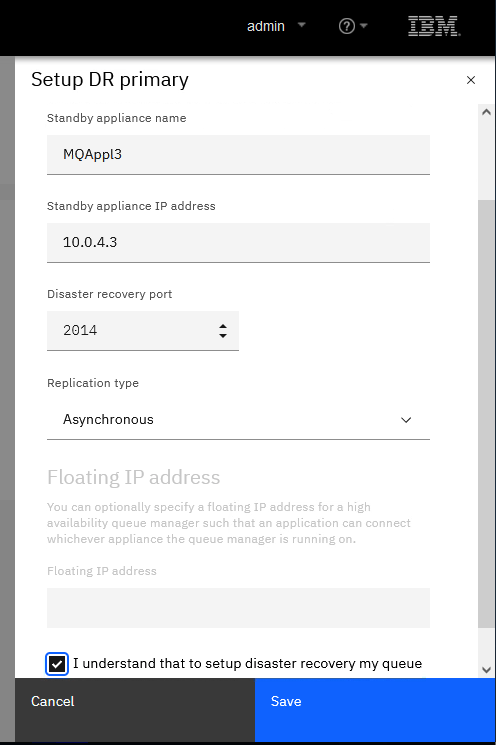 admin
IBM
Setup DR primary
Standby appliance name
MQAppl3
Standby appliance IP address
10.0.4.3
Disaster recovery port
2014
Replication type
Asynchronous
Floating IP address
You can optionally specify a floating IP address for a high
availability queue manager such that an application can connect
whichever appliance the queue manager is running on.
Floating IP address
I understand that to setup disaster recovery my queue
Cancel
Save